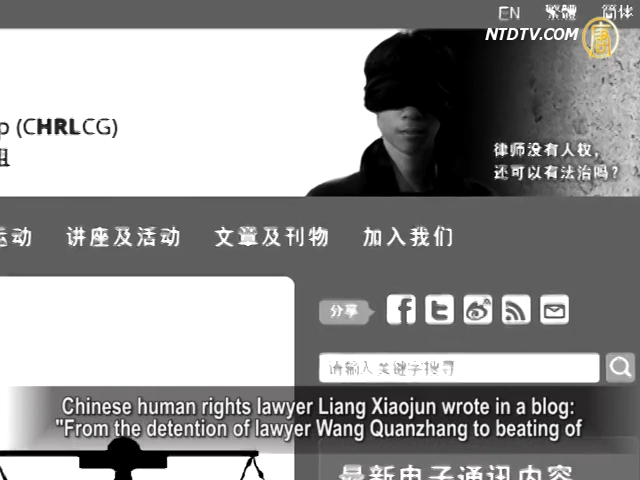 EN 繁體 简体
NTDTV.COM
p (CHRLCG)
组
律师没有人权，
还可以有法治吗？
运动 讲座及活动 文章及刊物 加入我们
分享
请输入关键字搜寻
Chinese human rights lawyer Liang Xiaojun wrote in a blog:
"From the detention of lawyer Wang Quanzhang to beating of
最新电子通讯内容